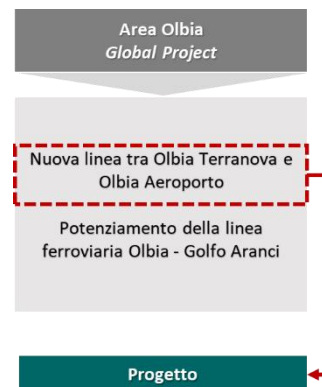 Area Olbia
Global Project
Nuova linea tra Olbia Terranova e
Olbia Aeroporto
Potenziamento della linea
ferroviaria Olbia - Golfo Aranci
Progetto